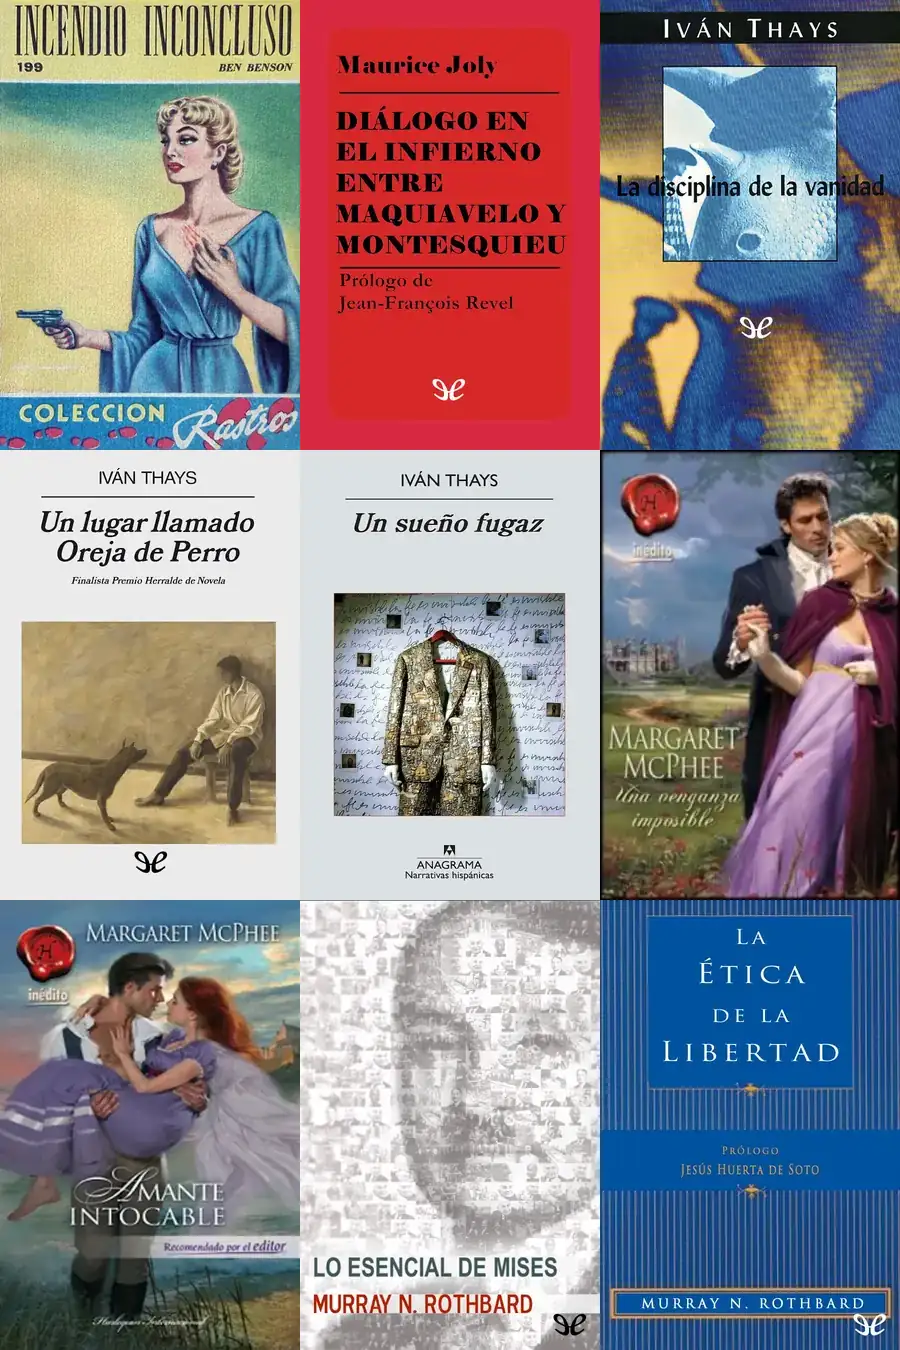 INCENDIO INCONCLUSO
199
BEN BENSON
COLECCION
Rastros
Maurice Joly
DIÁLOGO EN
EL INFIERNO
ENTRE
MAQUIAVELO Y
MONTESQUIEU
Prólogo de
Jean-François Revel
IVÁN THAYS
La disciplina de la vanidad
IVÁN THAYS
Un lugar llamado
Oreja de Perro
Finalista Premio Herralde de Novela
IVÁN THAYS
Un sueño fugaz
ANAGRAMA
Narrativas hispánicas
H
inédito
MARGARET
MCPHEE
Una venganza
imposible
H
inédito
MARGARET MCPHEE
AMANTE
INTOCABLE
Recomendado por el editor
Harlequin Internacional
LO ESENCIAL DE MISES
MURRAY N. ROTHBARD
LA
ÉTICA
DE LA
LIBERTAD
PRÓLOGO
JESÚS HUERTA DE SOTO
MURRAY N. ROTHBARD